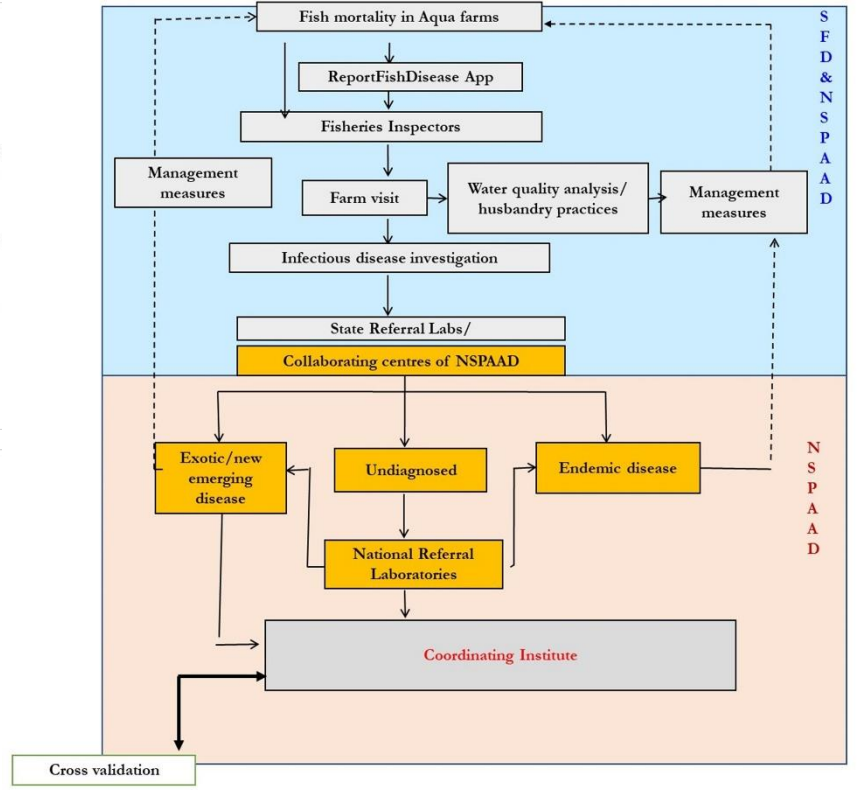 Fish mortality in Aqua farms
S
F
D
&
N
S
P
A
A
D
ReportFishDisease App
Fisheries Inspectors
Management
measures
Farm visit
Water quality analysis/
husbandry practices
Management
measures
Infectious disease investigation
State Referral Labs/
Collaborating centres of NSPAAD
Exotic/new
emerging
disease
Undiagnosed
Endemic disease
N
S
P
A
A
D
National Referral
Laboratories
Coordinating Institute
Cross validation